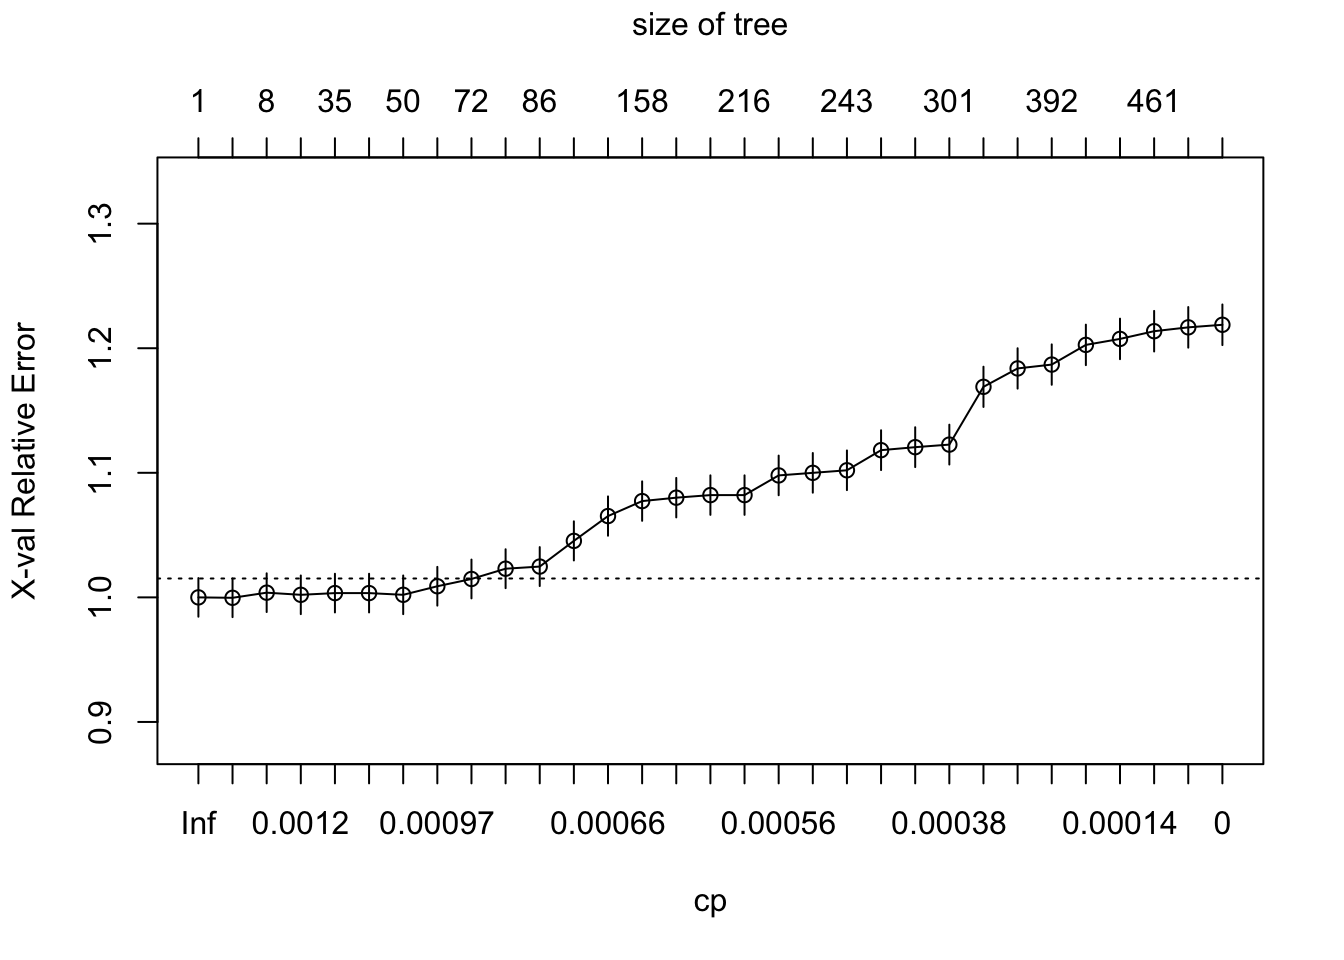 size of tree
1 8 35 50 72 86 158 216 243 301 392 461
1.3
1.2
1.1
1.0
0.9
X-val Relative Error
Inf 0.0012 0.00097 0.00066 0.00056 0.00038 0.00014 0
cp